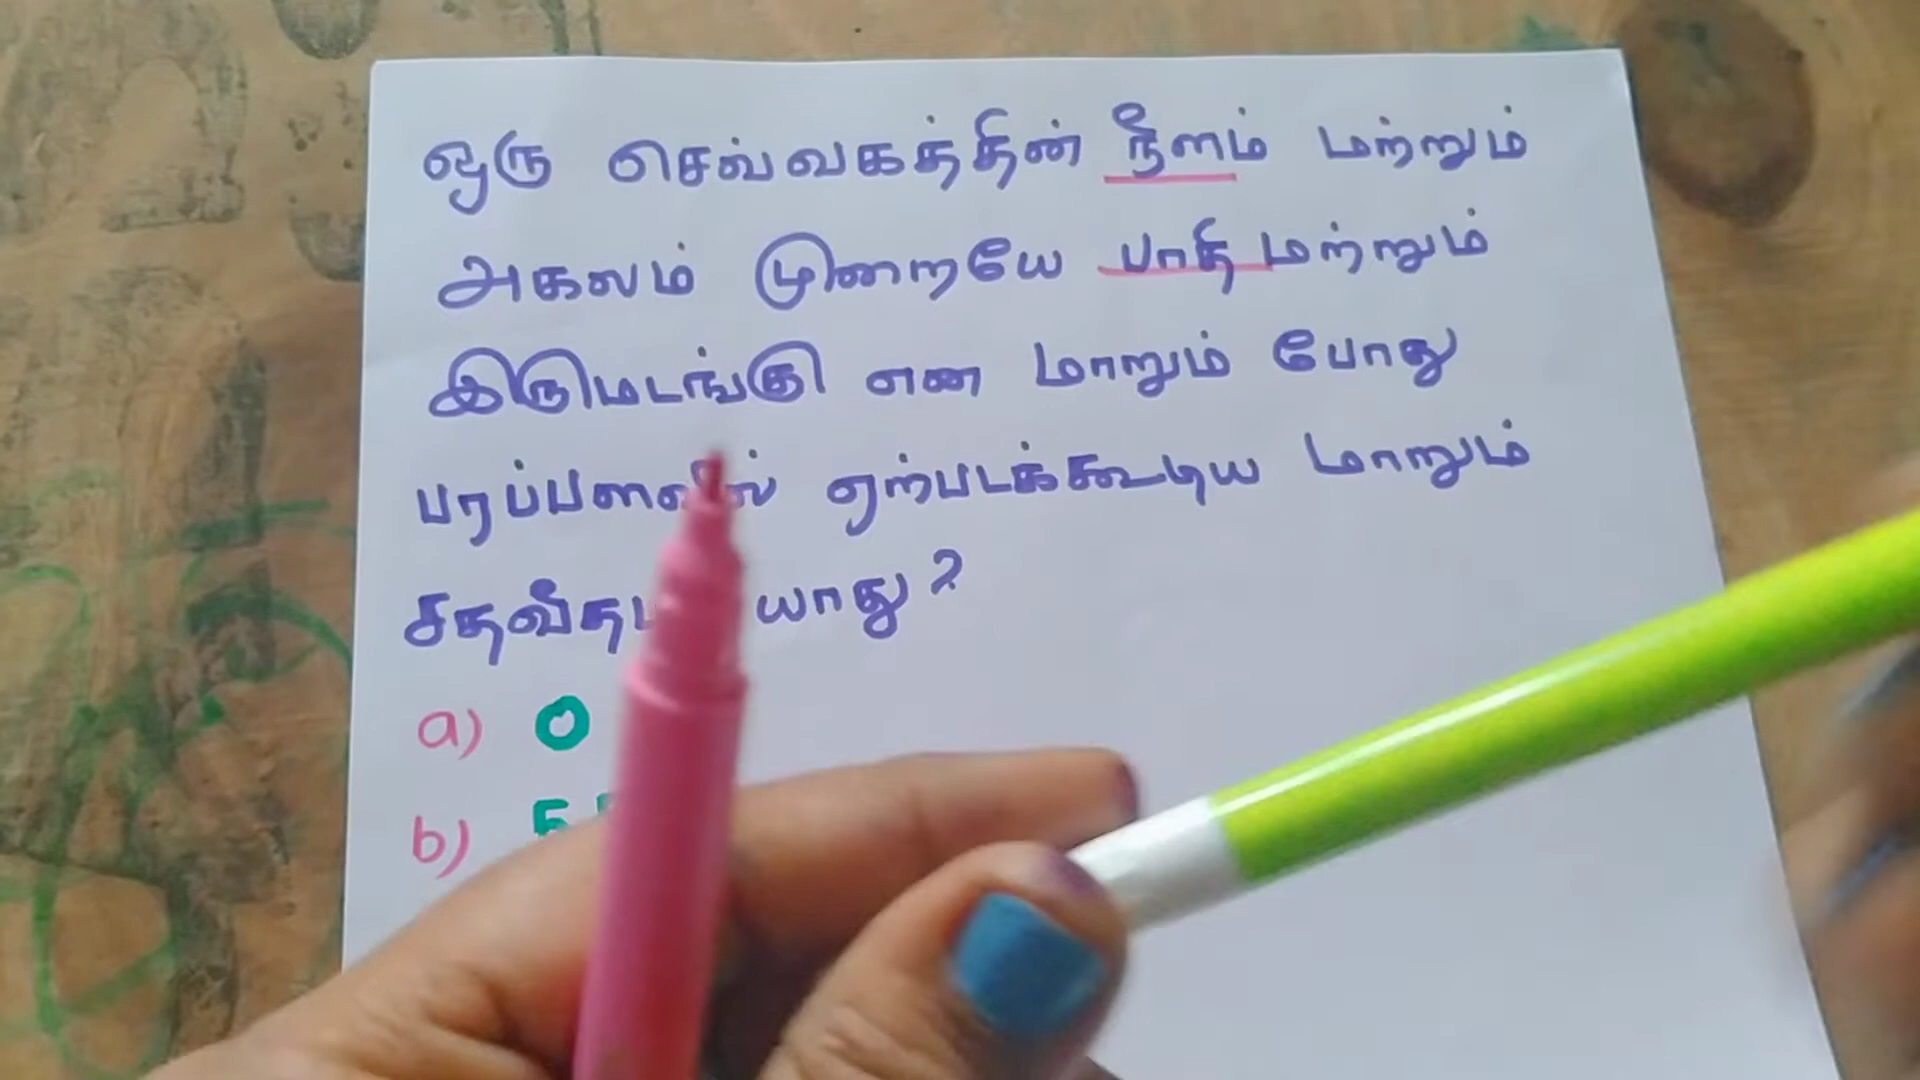 ஒரு செவ்வகத்தின் நீளம் மற்றும்
அகலம் முறையே பாதி மற்றும்
இருமடங்கு என மாறும் போது
பரப்பளவில் ஏற்படக்கூடிய மாறும்
யாது?
a) 0
b)